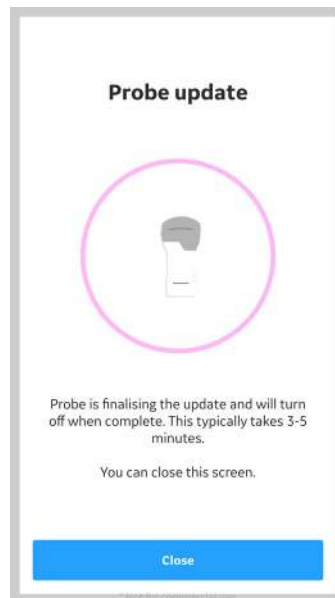 Probe update
Probe is finalising the update and will turn
off when complete. This typically takes 3-5
minutes.
You can close this screen.
Close